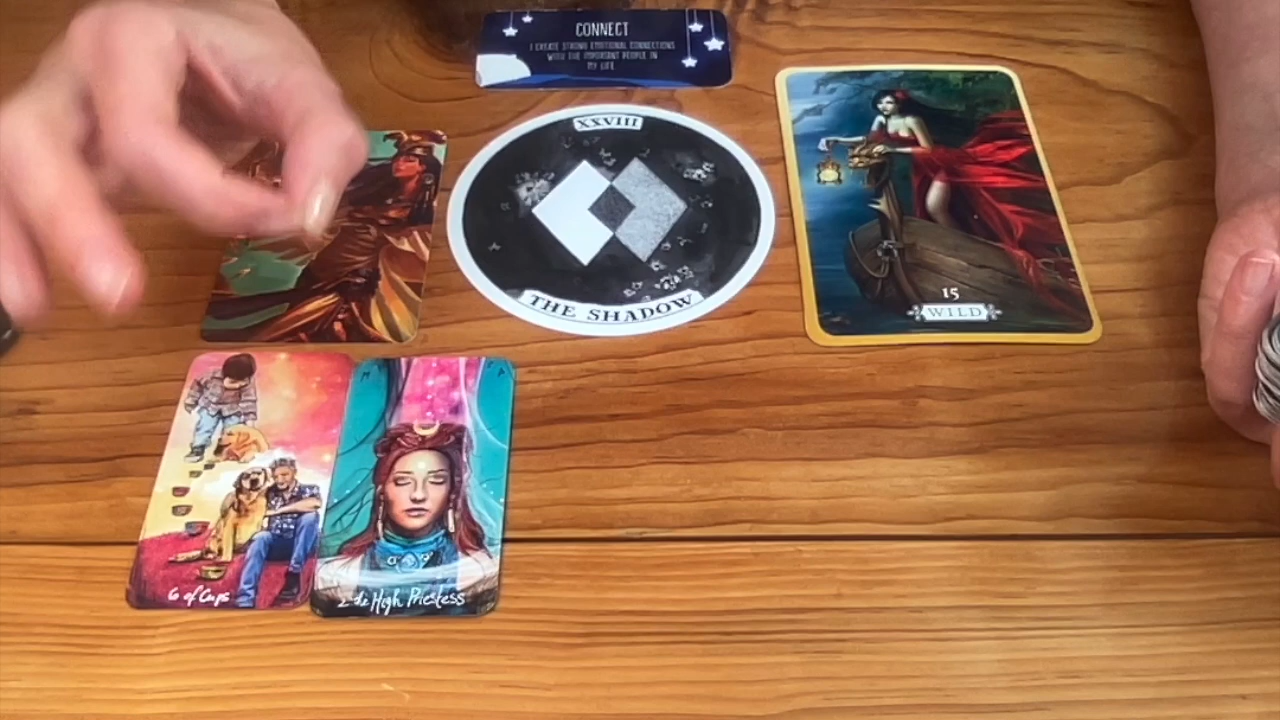 CONNECT
I CREATE STRONG EMOTIONAL CONNECTIONS
WITH THE IMPORTANT PEOPLE IN
MY LIFE
XXVIII
THE SHADOW
15
WILD
6 of Cups
2 the High Priestess